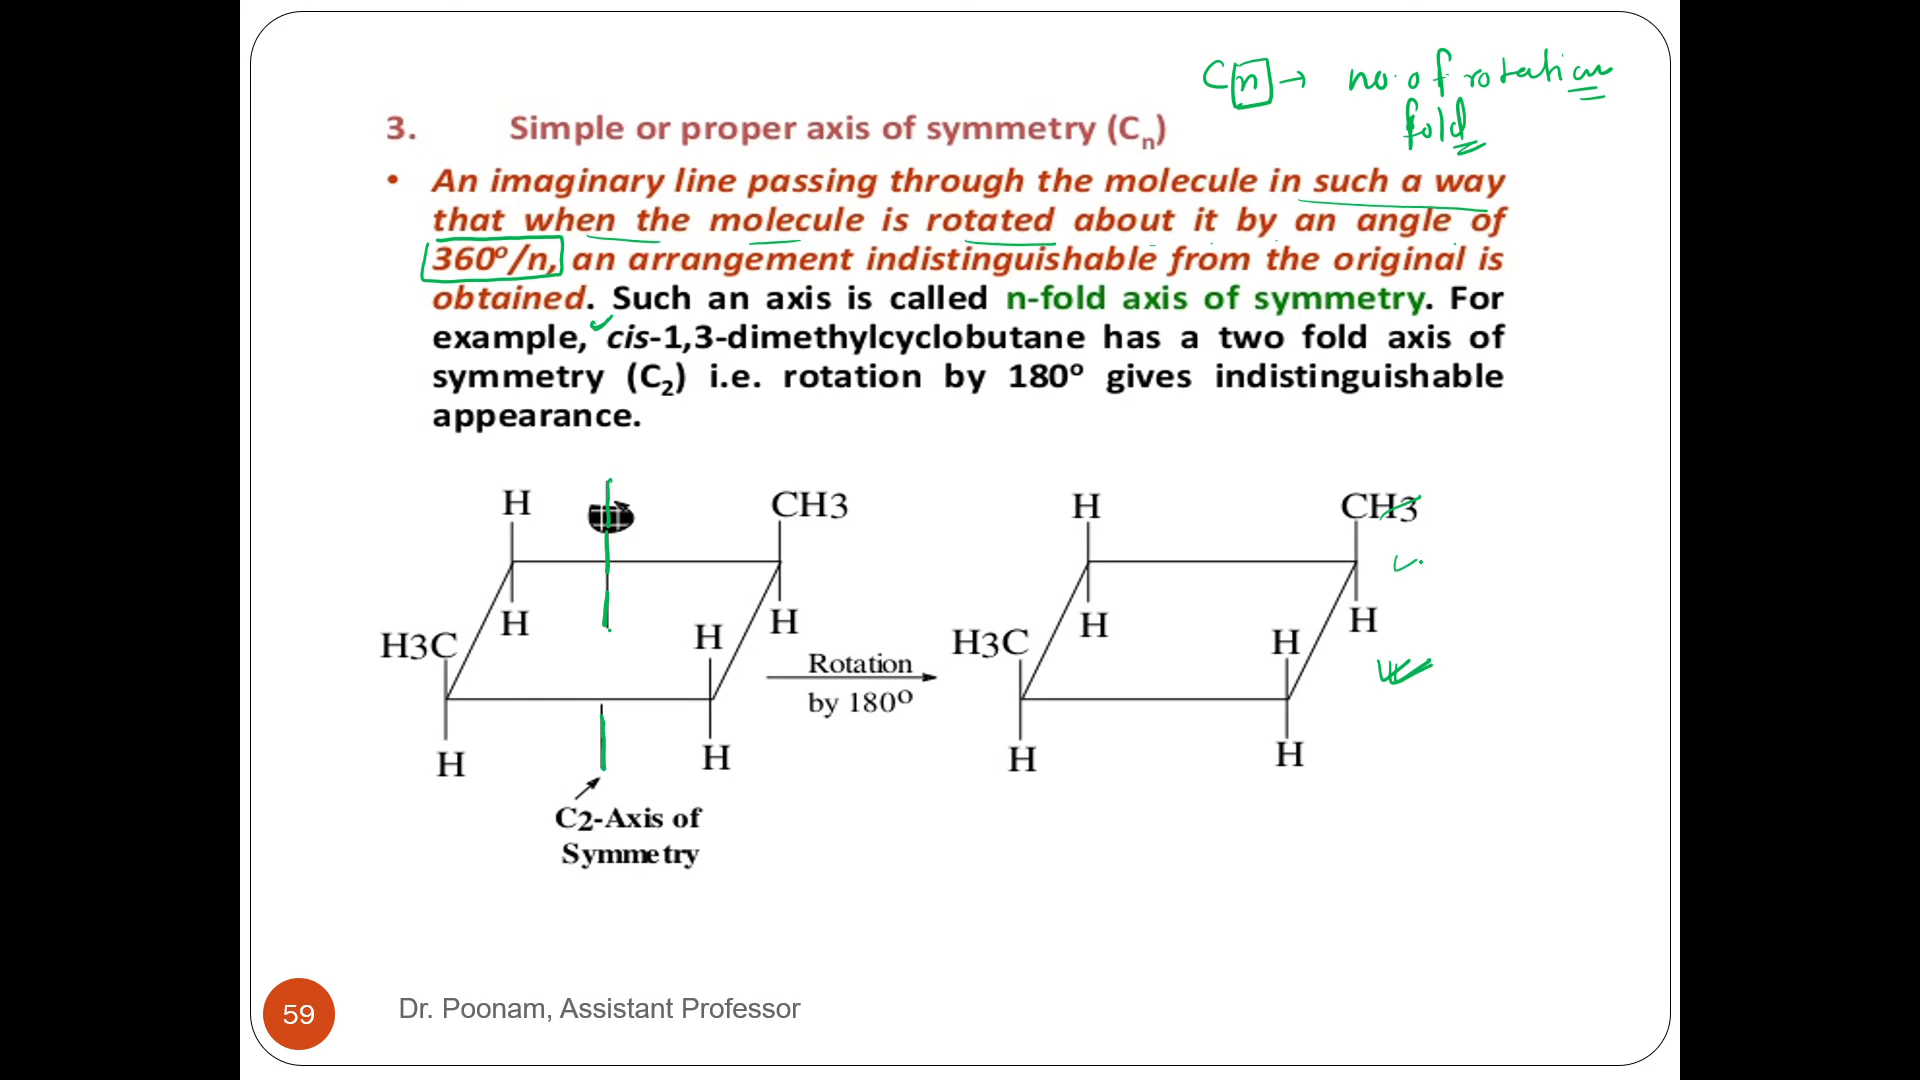 Cn → no. of rotation
fold
3. Simple or proper axis of symmetry (Cn)
• An imaginary line passing through the molecule in such a way
that when the molecule is rotated about it by an angle of
360º/n, an arrangement indistinguishable from the original is
obtained. Such an axis is called n-fold axis of symmetry. For
example, cis-1,3-dimethylcyclobutane has a two fold axis of
symmetry (C2) i.e. rotation by 180º gives indistinguishable
appearance.
H CH3 H CH3
H H H H
H3C H H3C H
Rotation
by 180º
H H H H
C2-Axis of
Symmetry
59 Dr. Poonam, Assistant Professor